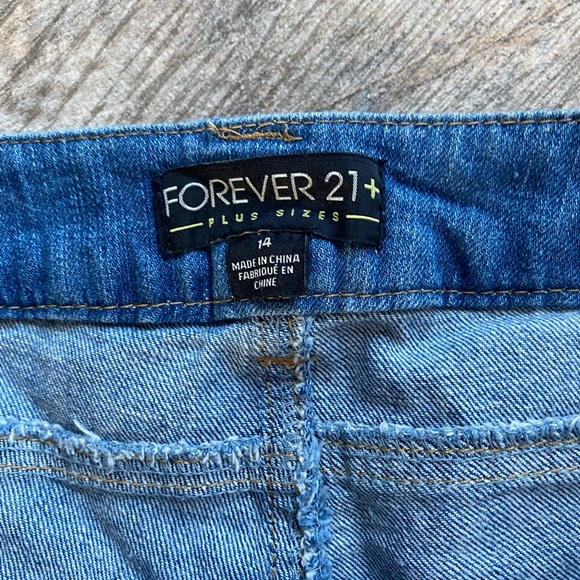 FOREVER 21+
PLUS SIZES
14
MADE IN CHINA
FABRIQUÉ EN
CHINE